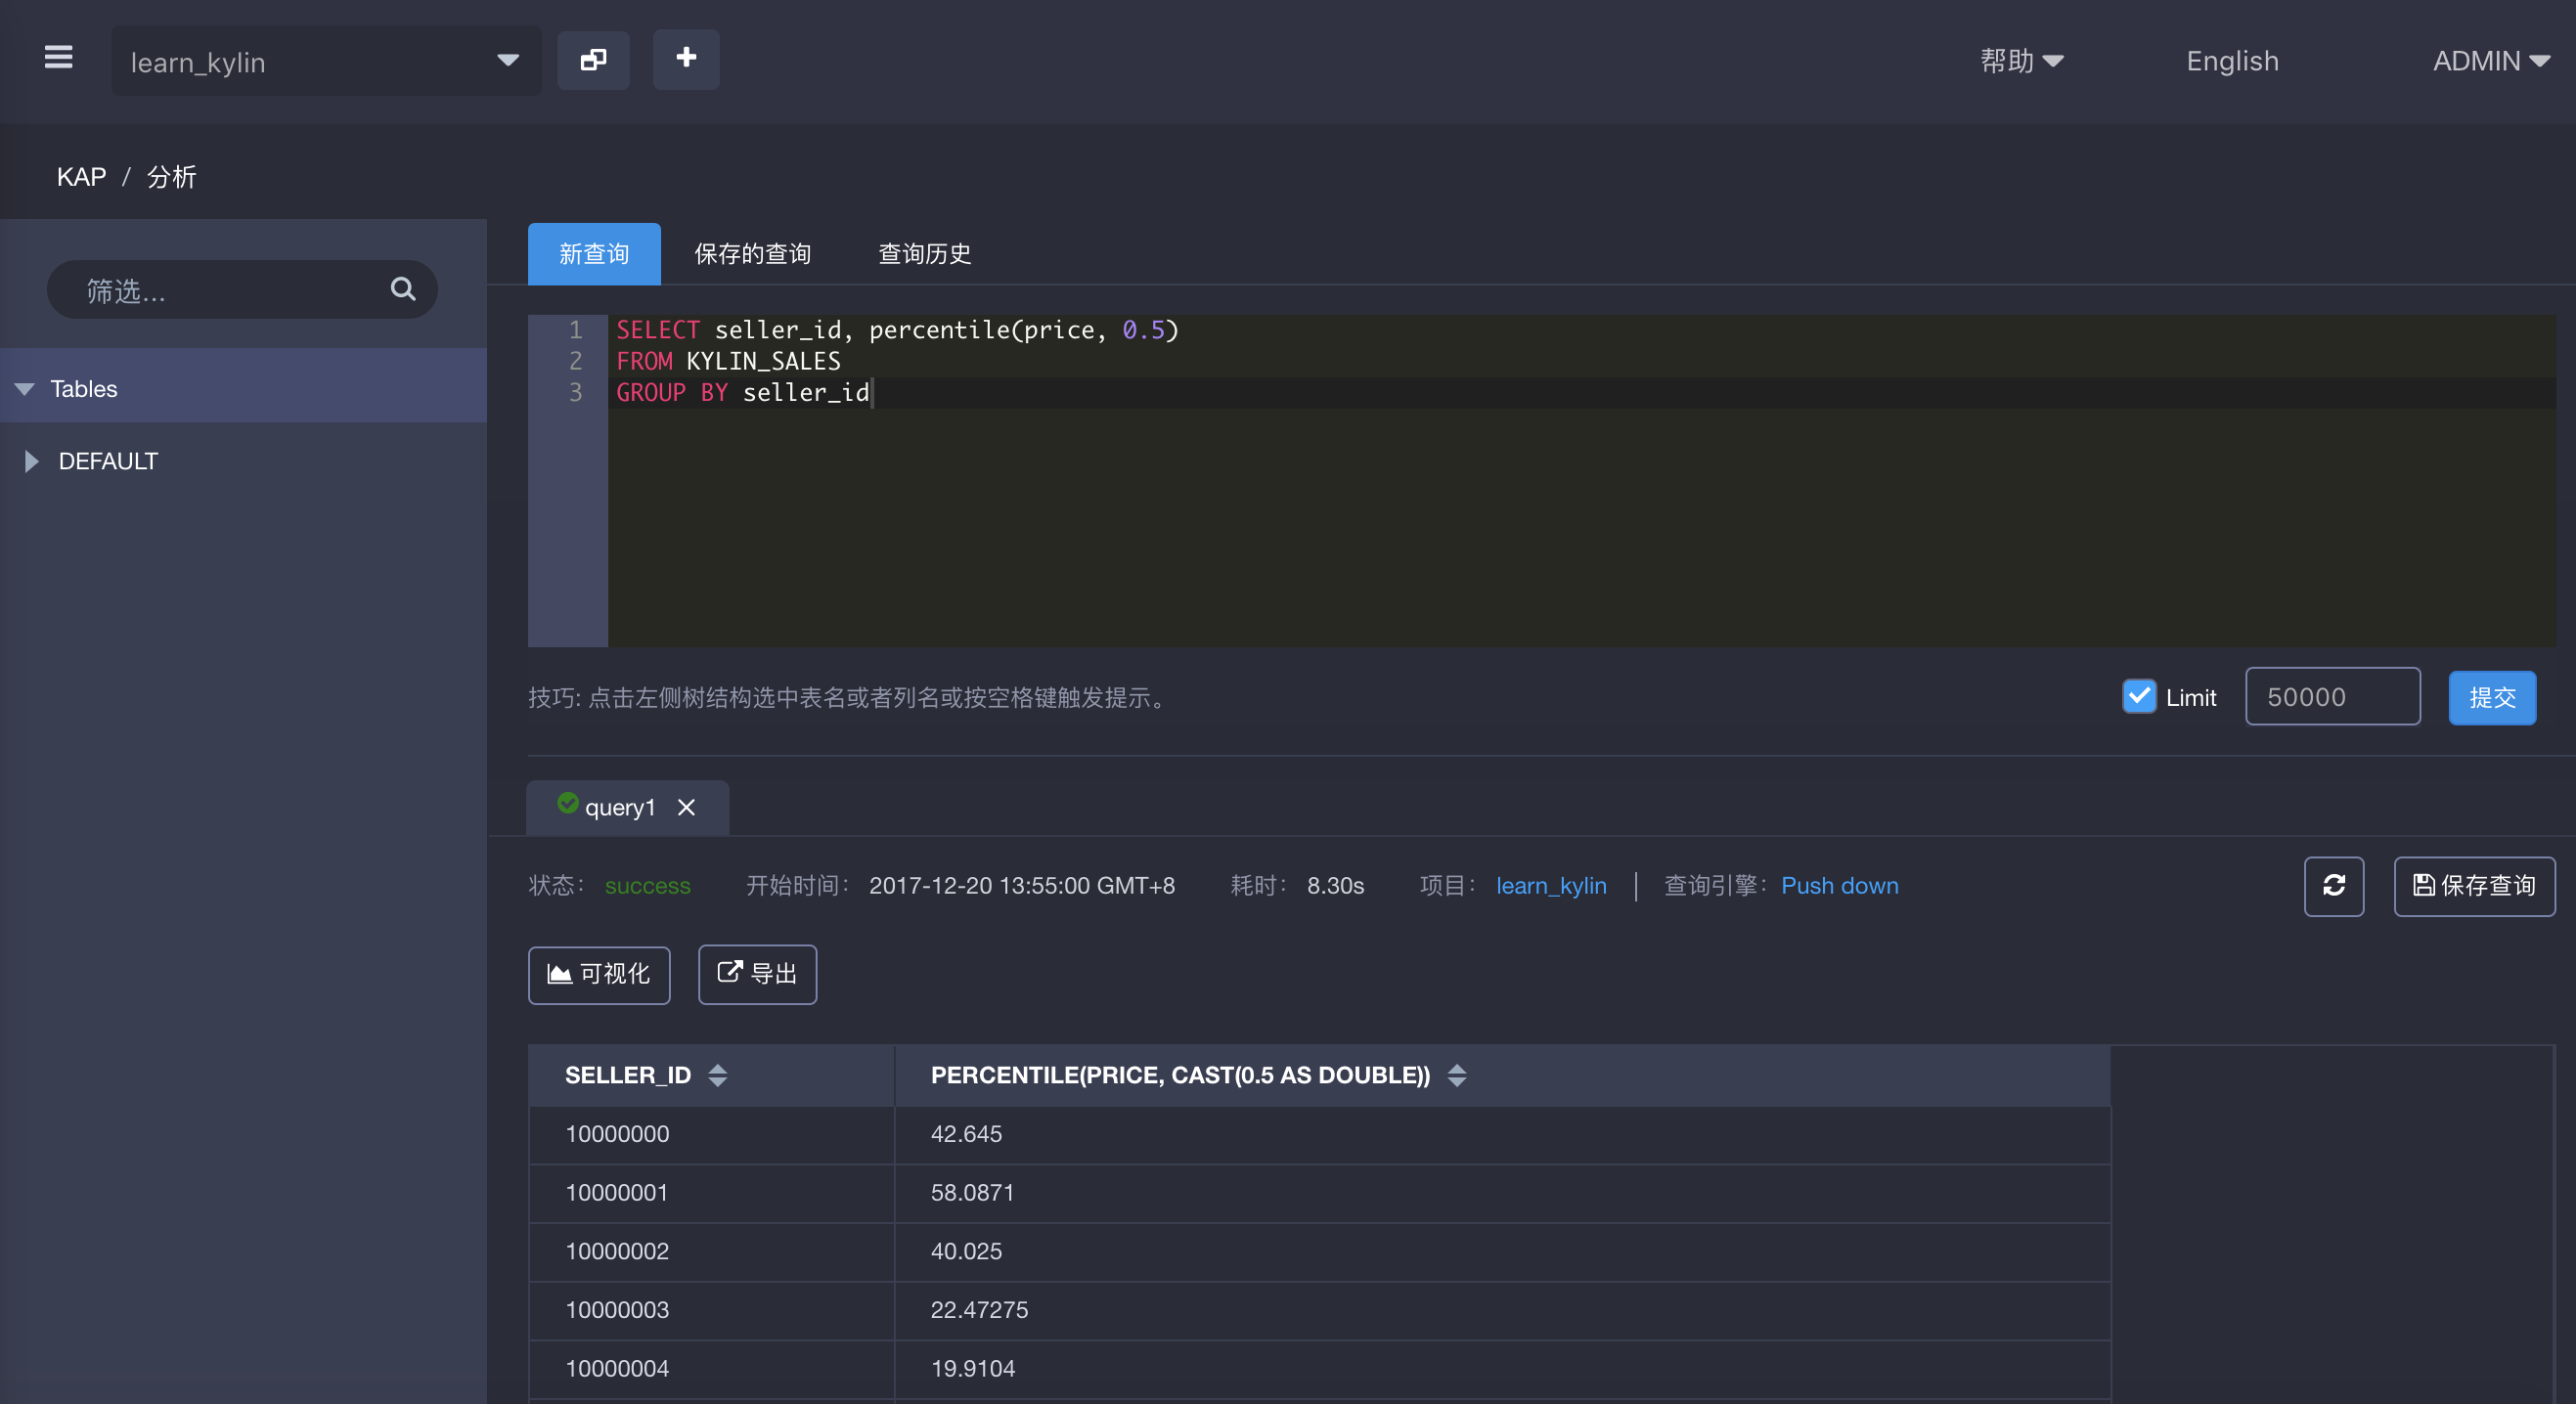 learn_kylin
帮助
English
ADMIN
KAP / 分析
筛选...
Tables
DEFAULT
新查询 保存的查询 查询历史
1 SELECT seller_id, percentile(price, 0.5)
2 FROM KYLIN_SALES
3 GROUP BY seller_id
技巧: 点击左侧树结构选中表名或者列名或按空格键触发提示。
Limit 50000 提交
query1
状态: success 开始时间: 2017-12-20 13:55:00 GMT+8 耗时: 8.30s 项目: learn_kylin 查询引擎: Push down
保存查询
可视化 导出
SELLER_ID PERCENTILE(PRICE, CAST(0.5 AS DOUBLE))
10000000 42.645
10000001 58.0871
10000002 40.025
10000003 22.47275
10000004 19.9104